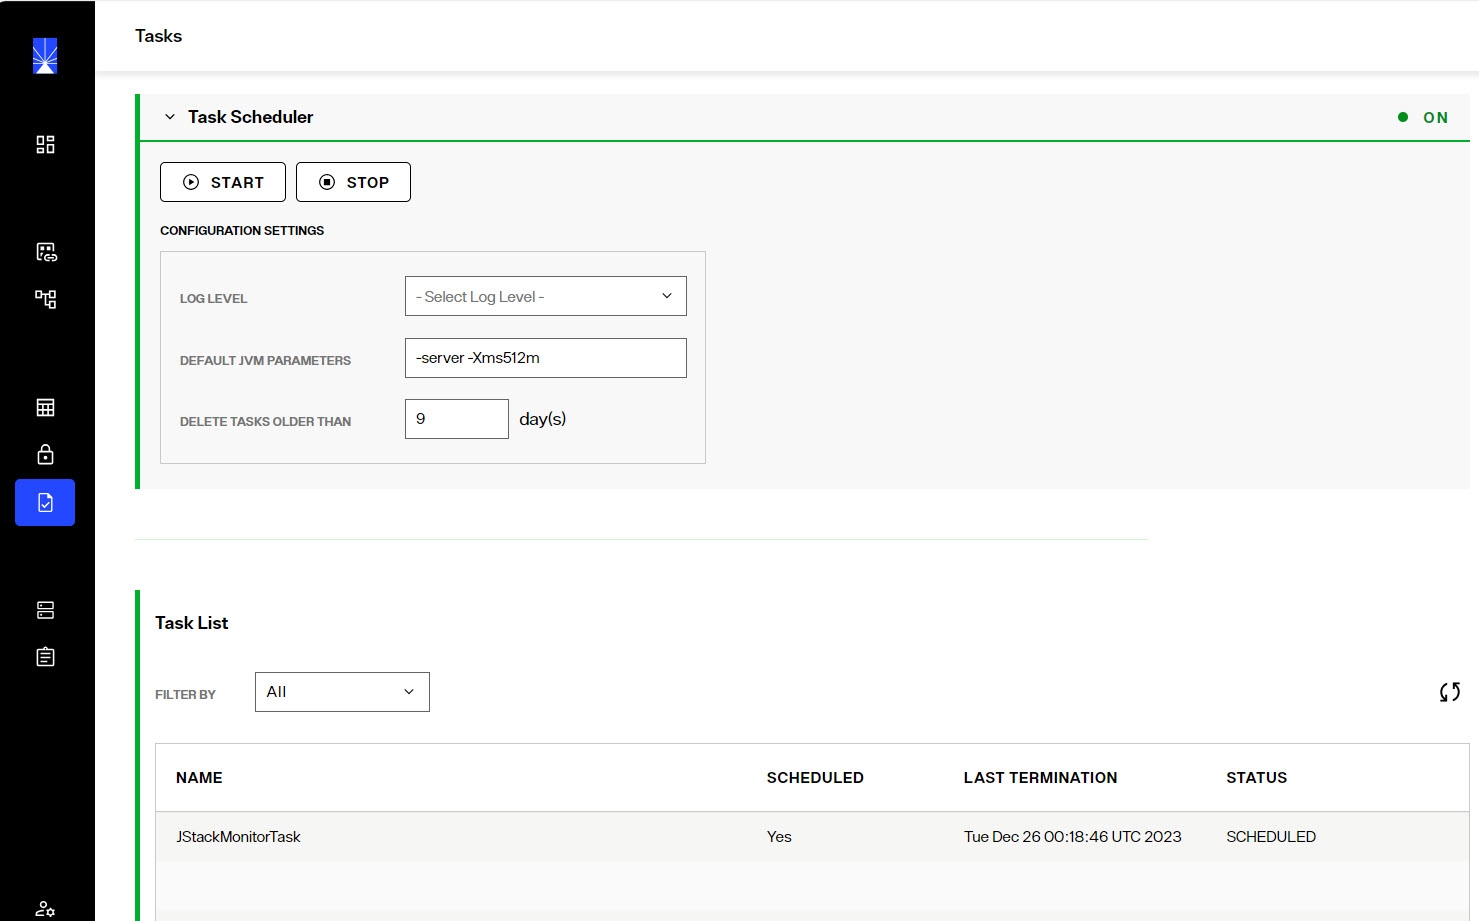 Tasks
Task Scheduler
ON
START
STOP
CONFIGURATION SETTINGS
LOG LEVEL
- Select Log Level -
DEFAULT JVM PARAMETERS
-server -Xms512m
DELETE TASKS OLDER THAN
9
day(s)
Task List
FILTER BY
All
NAME SCHEDULED LAST TERMINATION STATUS
JStackMonitorTask Yes Tue Dec 26 00:18:46 UTC 2023 SCHEDULED